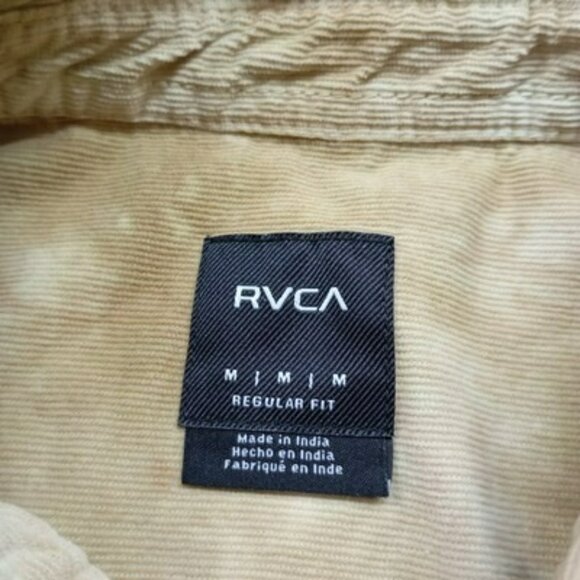 RVCA
M | M | M
REGULAR FIT
Made in India
Hecho en India
Fabriqué en Inde